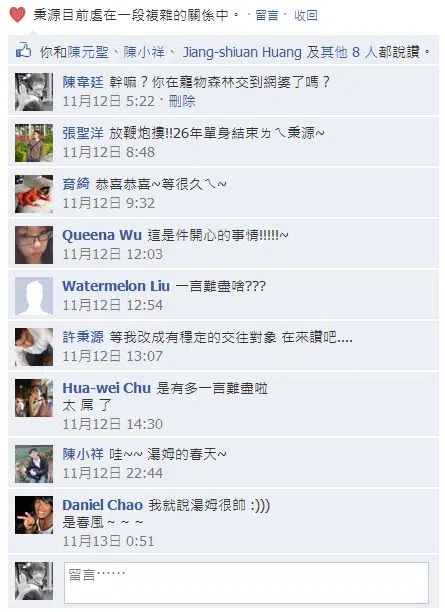 秉源目前處在一段複雜的關係中。 · 留言 · 收回
你和陳元聖、陳小祥、 Jiang-shiuan Huang 及其他 8 人都說讚。
陳韋廷 幹嘛？你在寵物森林交到網婆了嗎？
11月12日 5:22 · 刪除
張聖洋 放鞭炮摟!!26年單身結束ㄌㄟ秉源~
11月12日 8:48
育綺 恭喜恭喜~等很久ㄟ~
11月12日 9:32
Queena Wu 這是件開心的事情!!!!!~
11月12日 12:03
Watermelon Liu 一言難盡啥???
11月12日 12:54
許秉源 等我改成有穩定的交往對象 在來讚吧....
11月12日 13:07
Hua-wei Chu 是有多一言難盡啦
太 屌 了
11月12日 14:30
陳小祥 哇~~ 湯姆的春天~
11月12日 22:44
Daniel Chao 我就說湯姆很帥 :)))
是春風～～～
11月13日 0:51
留言⋯⋯